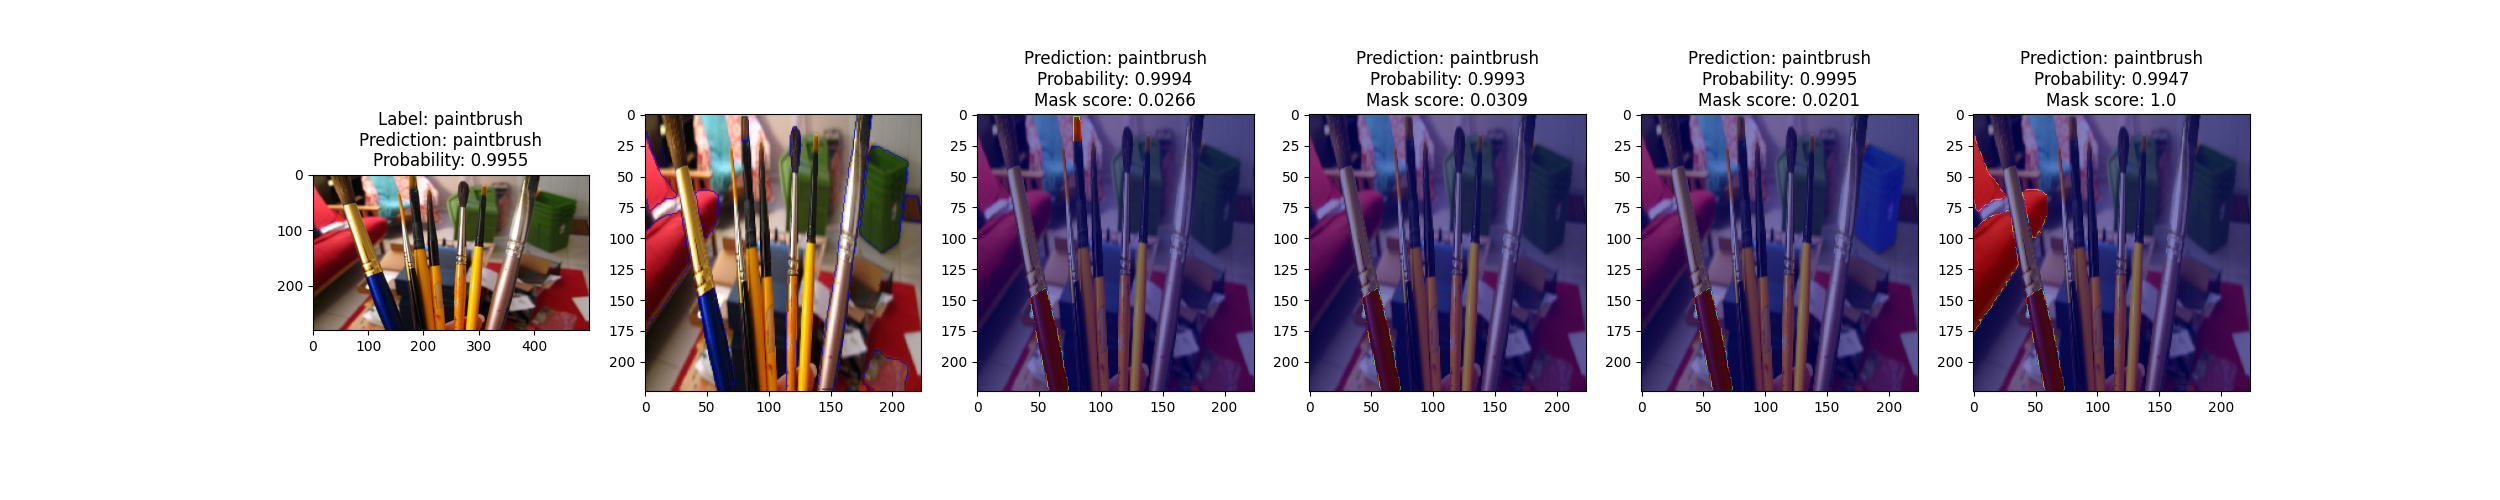 Label: paintbrush
Prediction: paintbrush
Probability: 0.9955
0
100
200
0 100 200 300 400
0
25
50
75
100
125
150
175
200
0 50 100 150 200
Prediction: paintbrush
Probability: 0.9994
Mask score: 0.0266
0
25
50
75
100
125
150
175
200
0 50 100 150 200
Prediction: paintbrush
Probability: 0.9993
Mask score: 0.0309
0
25
50
75
100
125
150
175
200
0 50 100 150 200
Prediction: paintbrush
Probability: 0.9995
Mask score: 0.0201
0
25
50
75
100
125
150
175
200
0 50 100 150 200
Prediction: paintbrush
Probability: 0.9947
Mask score: 1.0
0
25
50
75
100
125
150
175
200
0 50 100 150 200